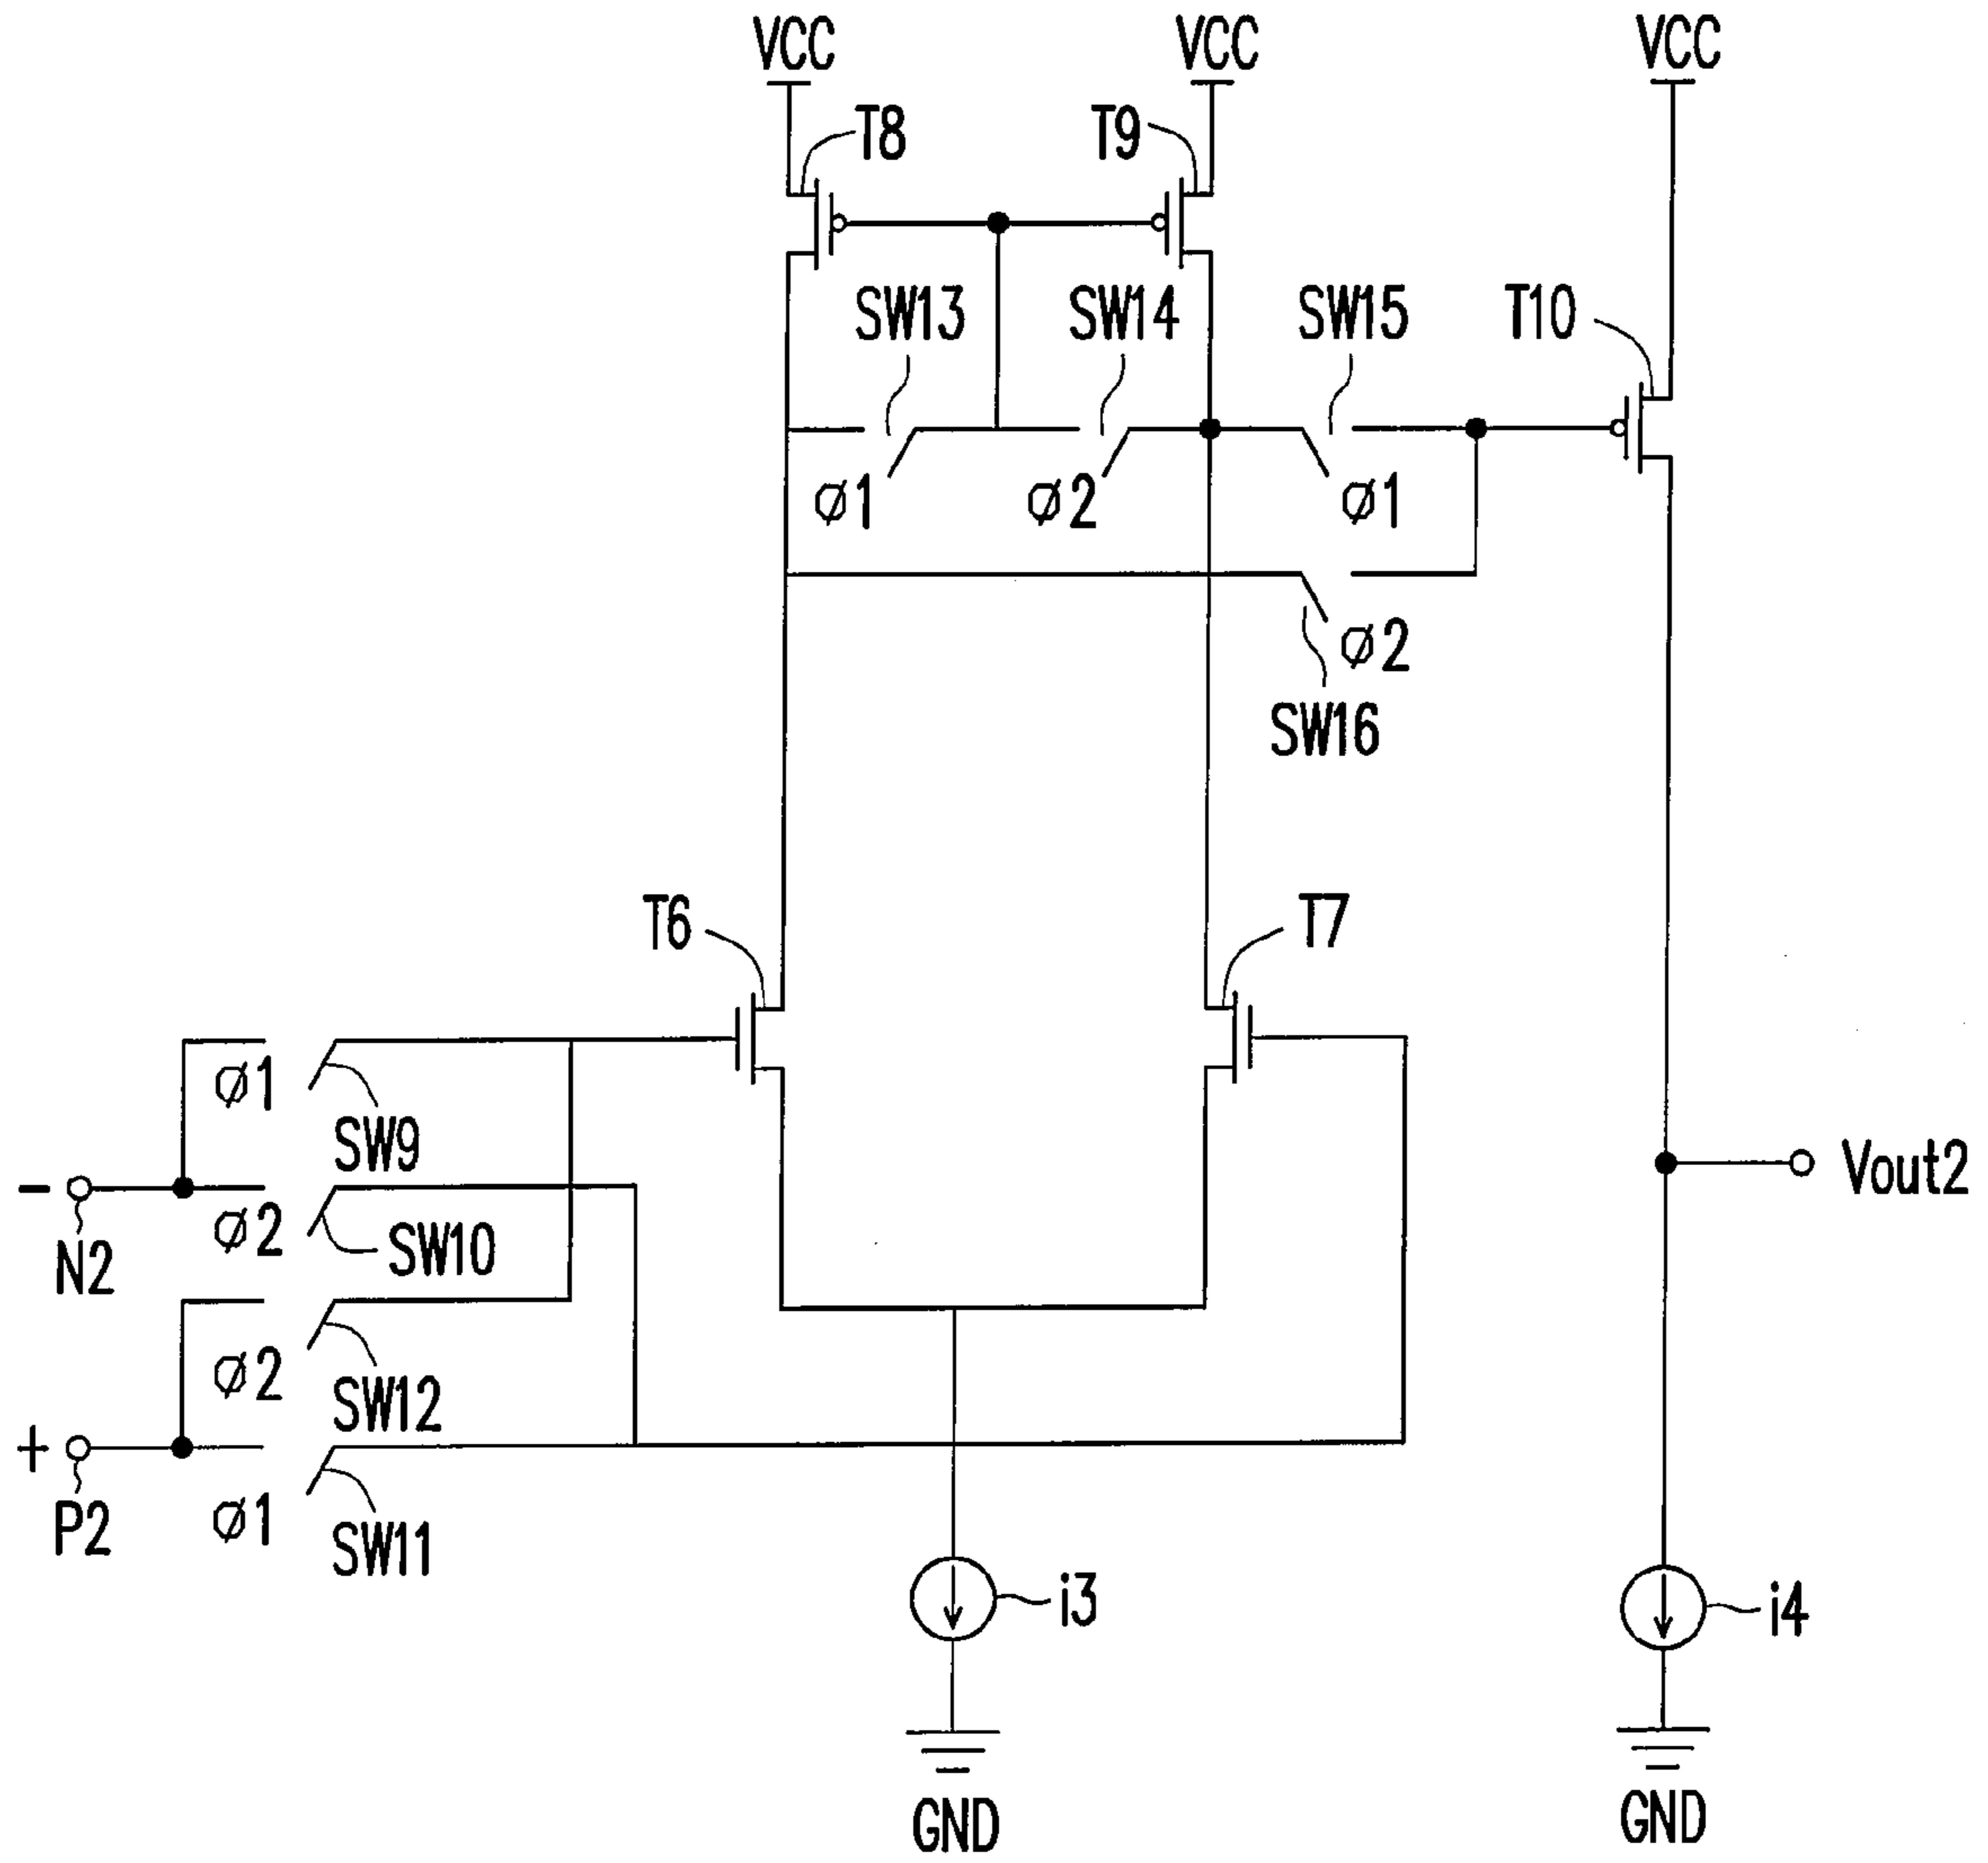 VCC VCC VCC
T8 T9
SW13 SW14 SW15 T10
ø1 ø2 ø1
ø2
SW16
T6 T7
ø1
SW9
- Vout2
ø2 SW10
N2
ø2
SW12
+
P2 ø1
SW11
i3 i4
GND GND